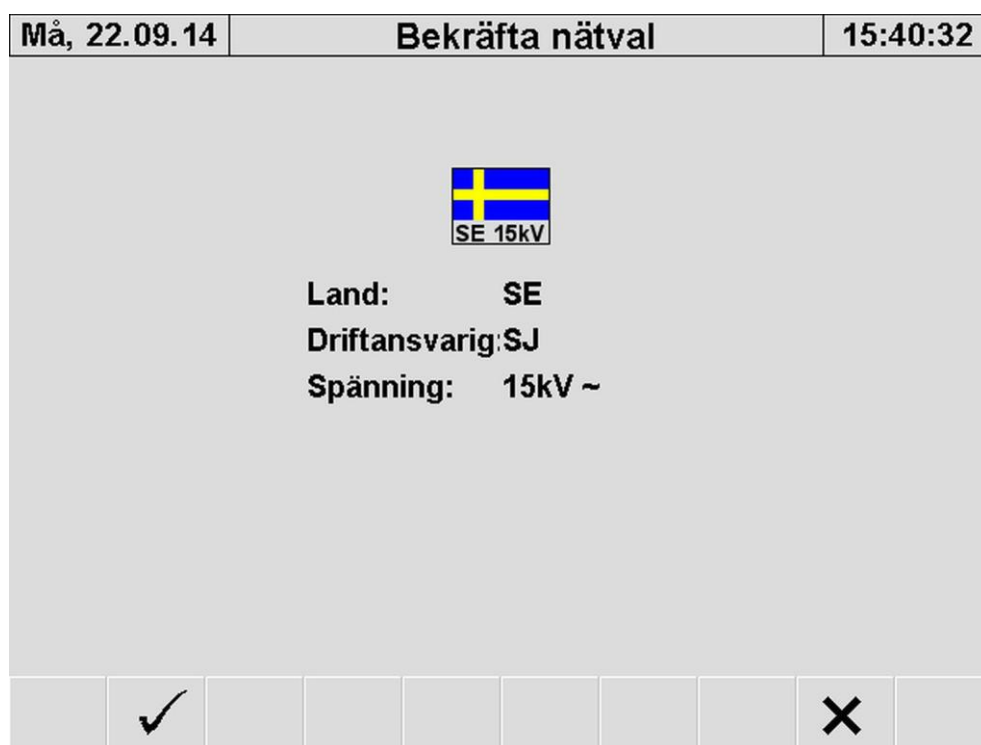 Må, 22.09.14 Bekräfta nätval 15:40:32
SE 15kV
Land: SE
Driftansvarig: SJ
Spänning: 15kV ~